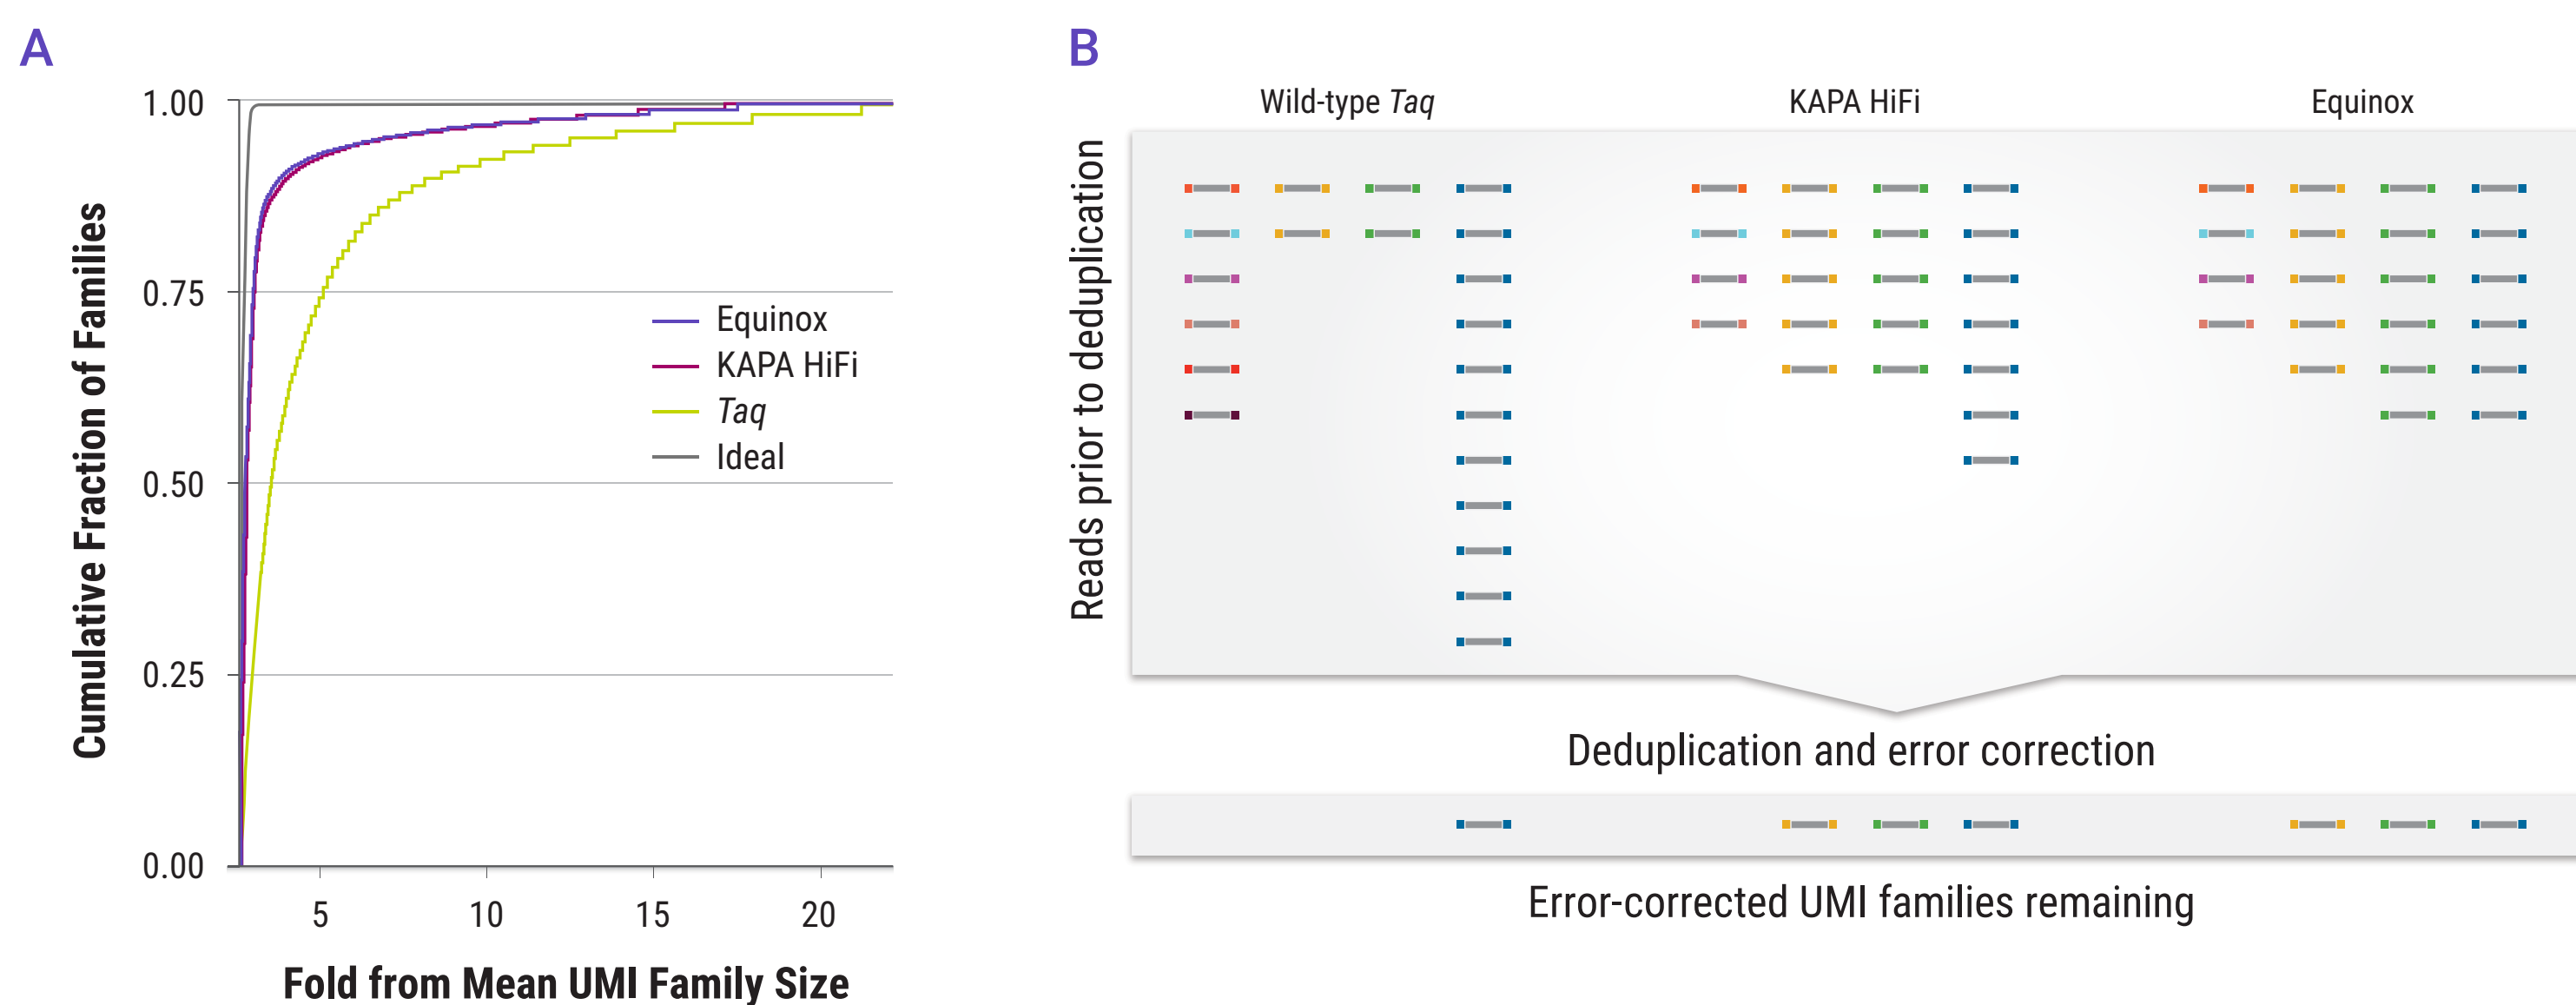 A
Cumulative Fraction of Families
1.00
0.75
0.50
0.25
0.00
5
10
15
20
Fold from Mean UMI Family Size
Equinox
KAPA HiFi
Taq
Ideal
B
Wild-type Taq
KAPA HiFi
Equinox
Reads prior to deduplication
Deduplication and error correction
Error-corrected UMI families remaining